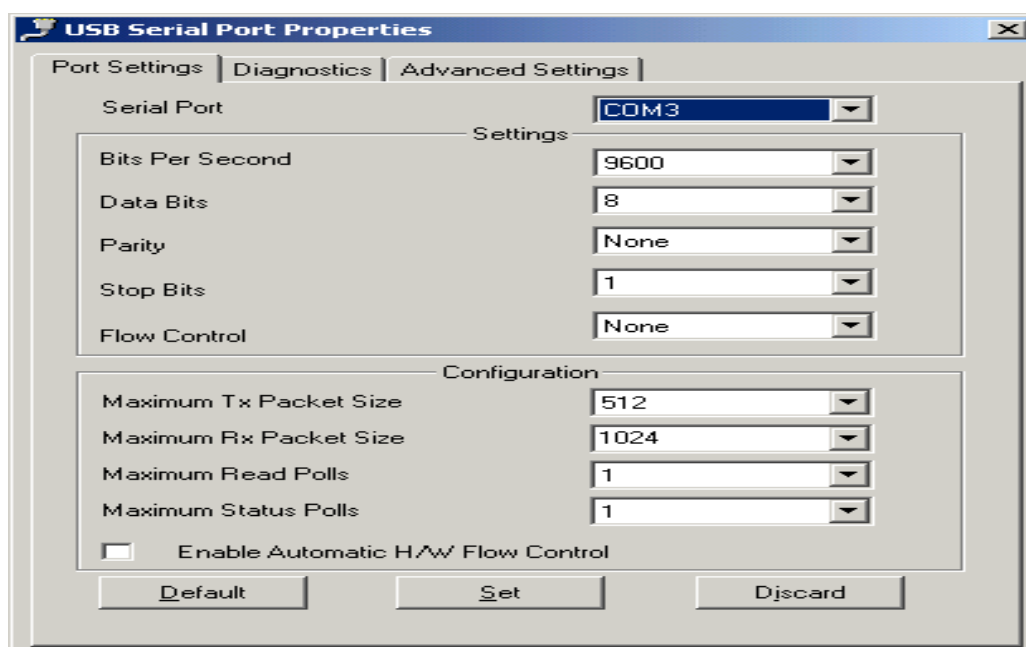 USB Serial Port Properties
Port Settings Diagnostics Advanced Settings
Serial Port COM3
Settings
Bits Per Second 9600
Data Bits 8
Parity None
Stop Bits 1
Flow Control None
Configuration
Maximum Tx Packet Size 512
Maximum Rx Packet Size 1024
Maximum Read Polls 1
Maximum Status Polls 1
Enable Automatic H/W Flow Control
Default Set Discard